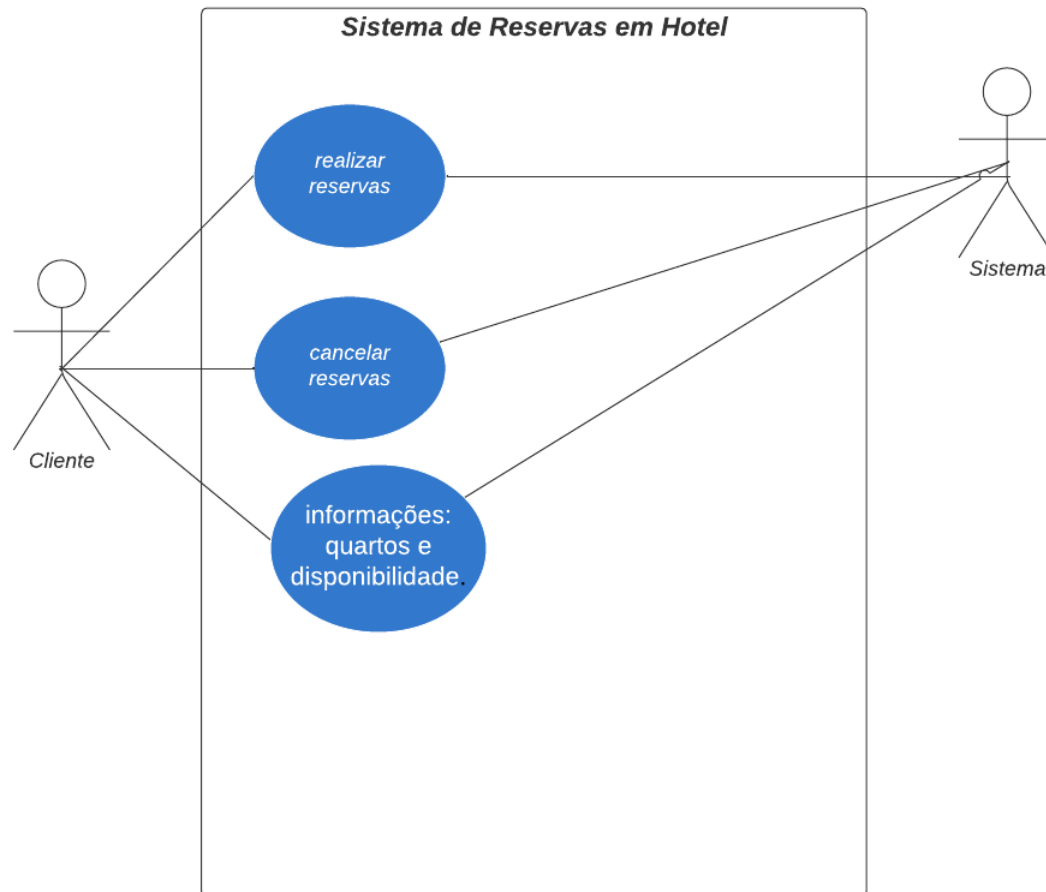 Sistema de Reservas em Hotel
realizar
reservas
Sistema
cancelar
reservas
Cliente
informações:
quartos e
disponibilidade.